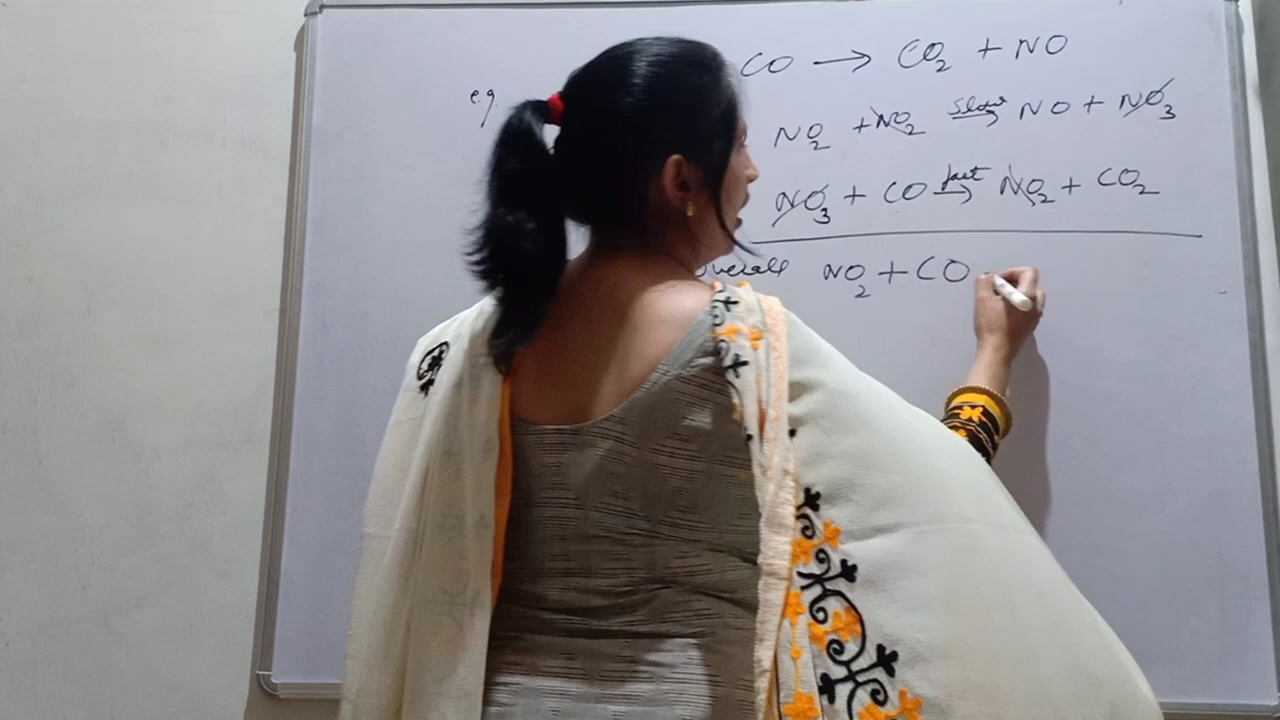 e.g. CO → CO₂ + NO
NO₂ + NO₂ slow→ NO + NO₃
NO₃ + CO fast→ NO₂ + CO₂
overall NO₂ + CO